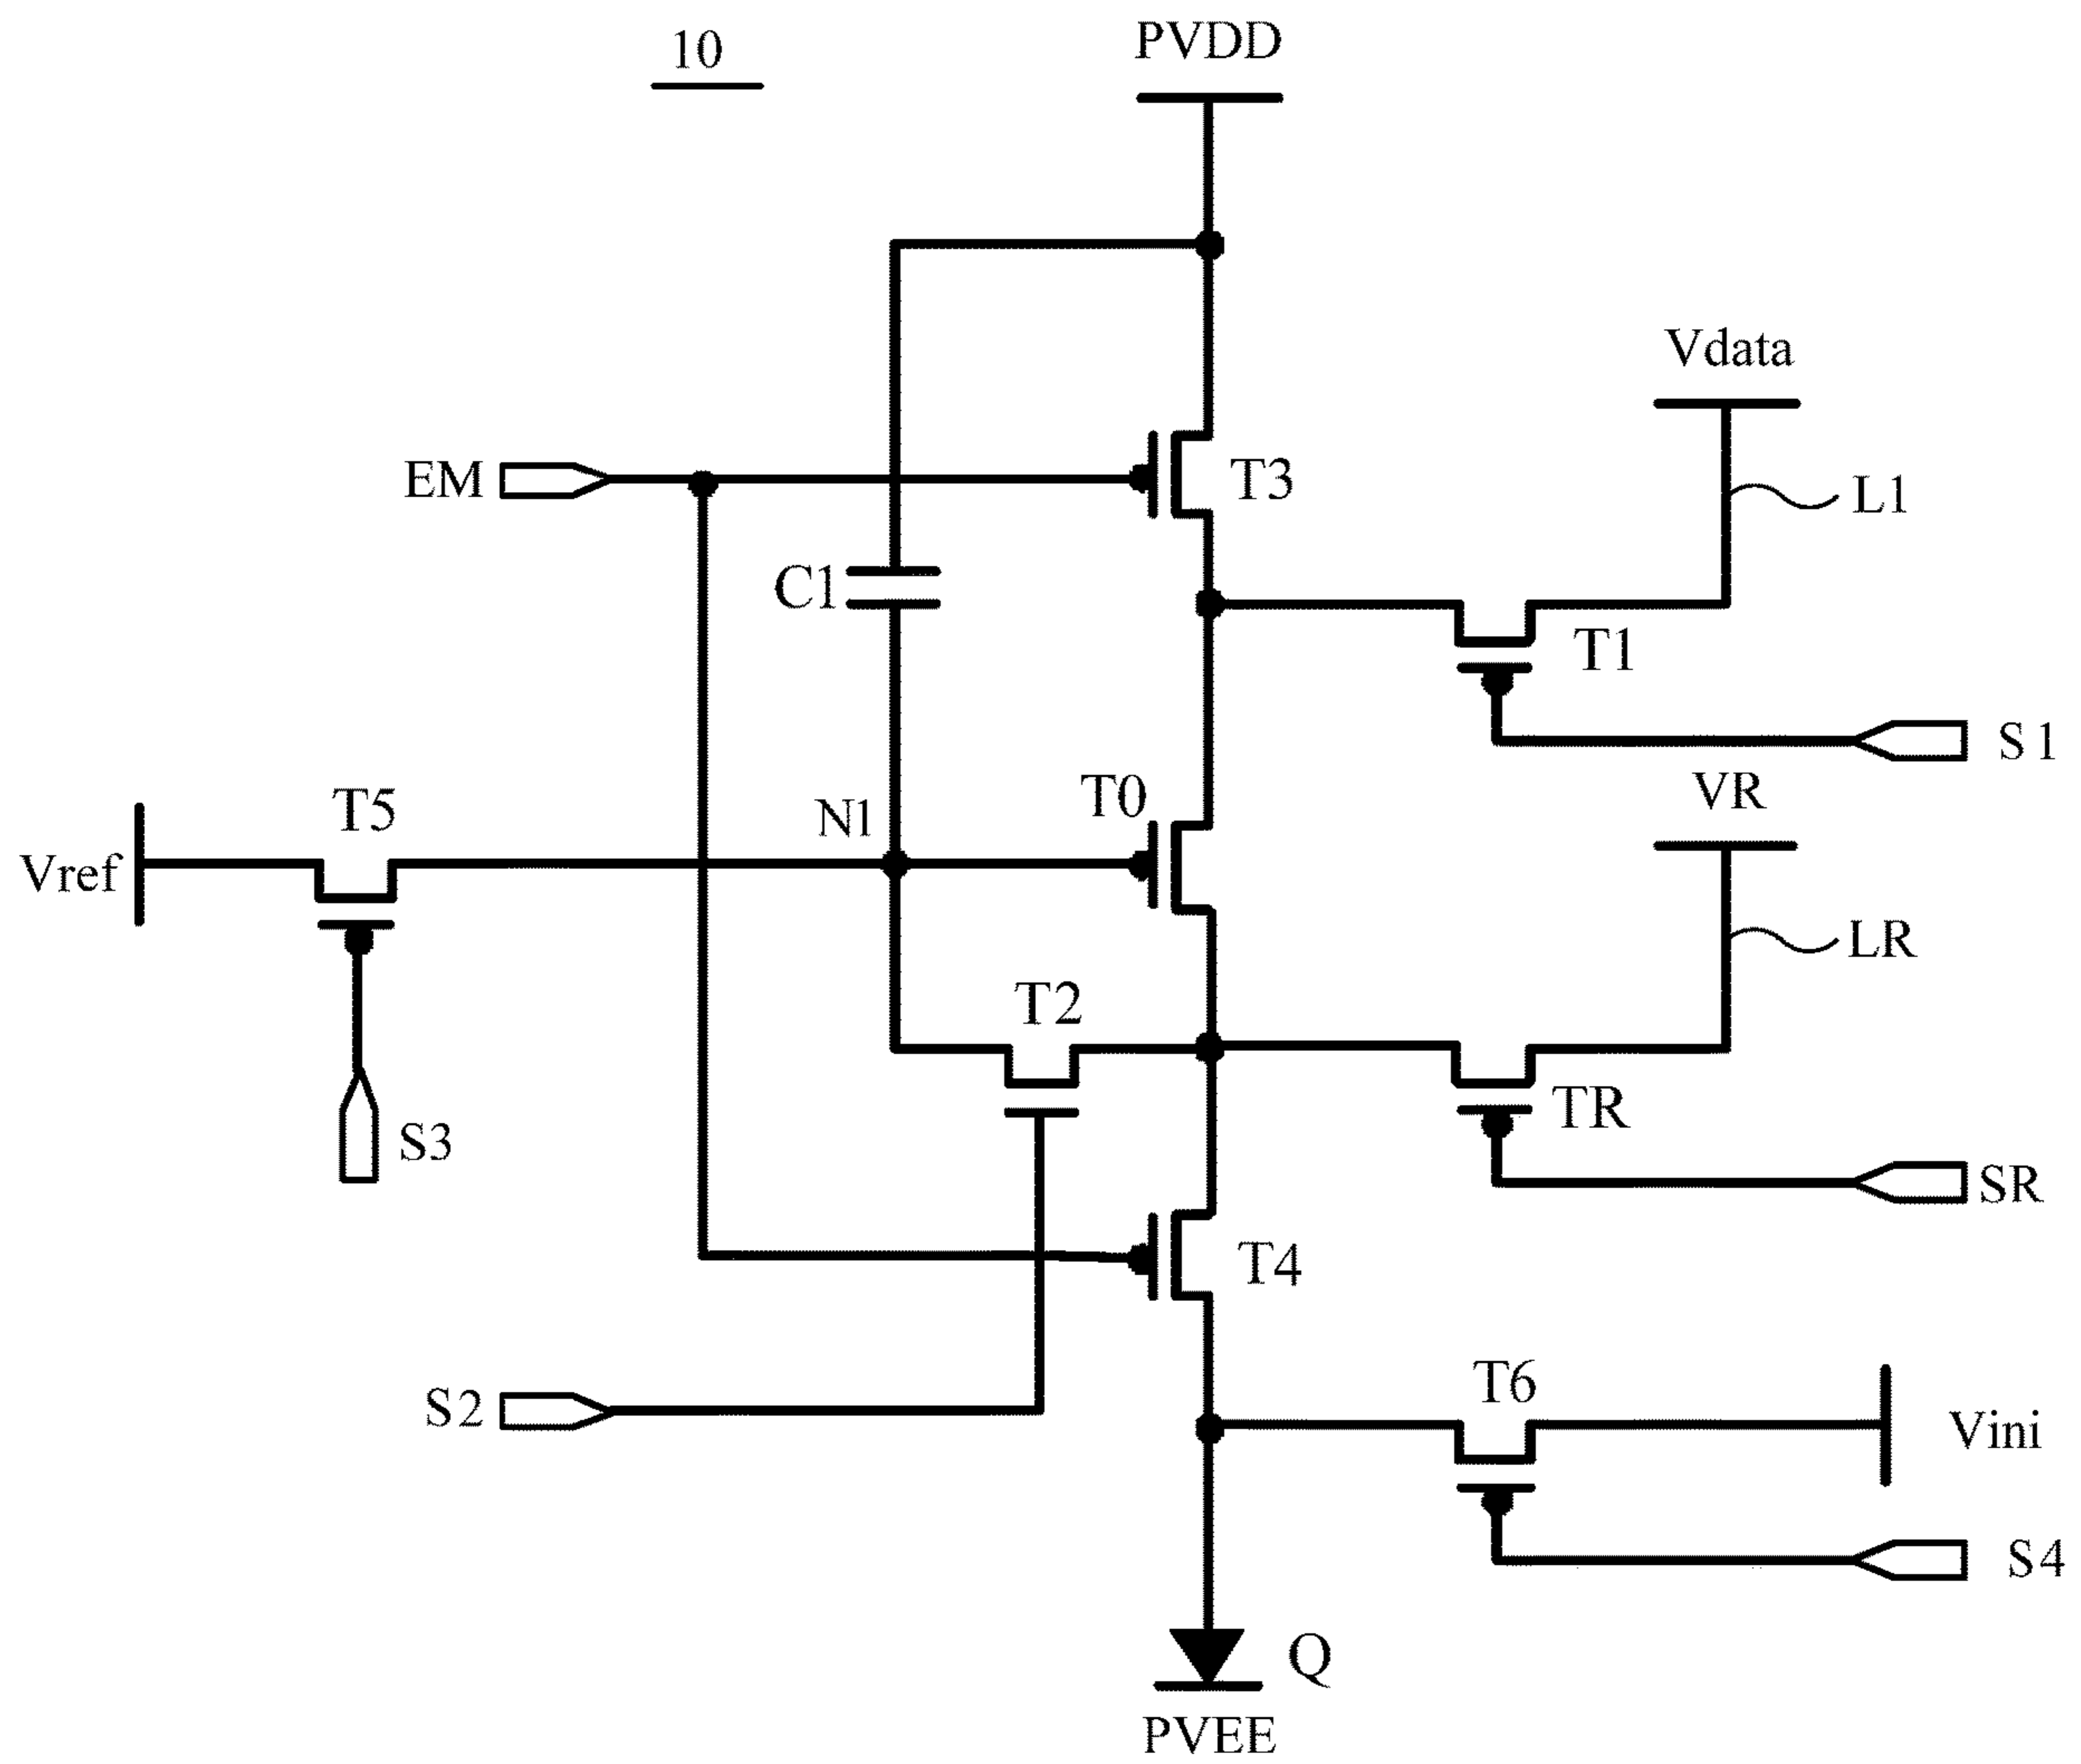 10
PVDD
Vdata
EM
T3
L1
C1
T1
S1
VR
T0
T5
N1
Vref
LR
T2
TR
S3
SR
T4
T6
S2
Vini
S4
Q
PVEE